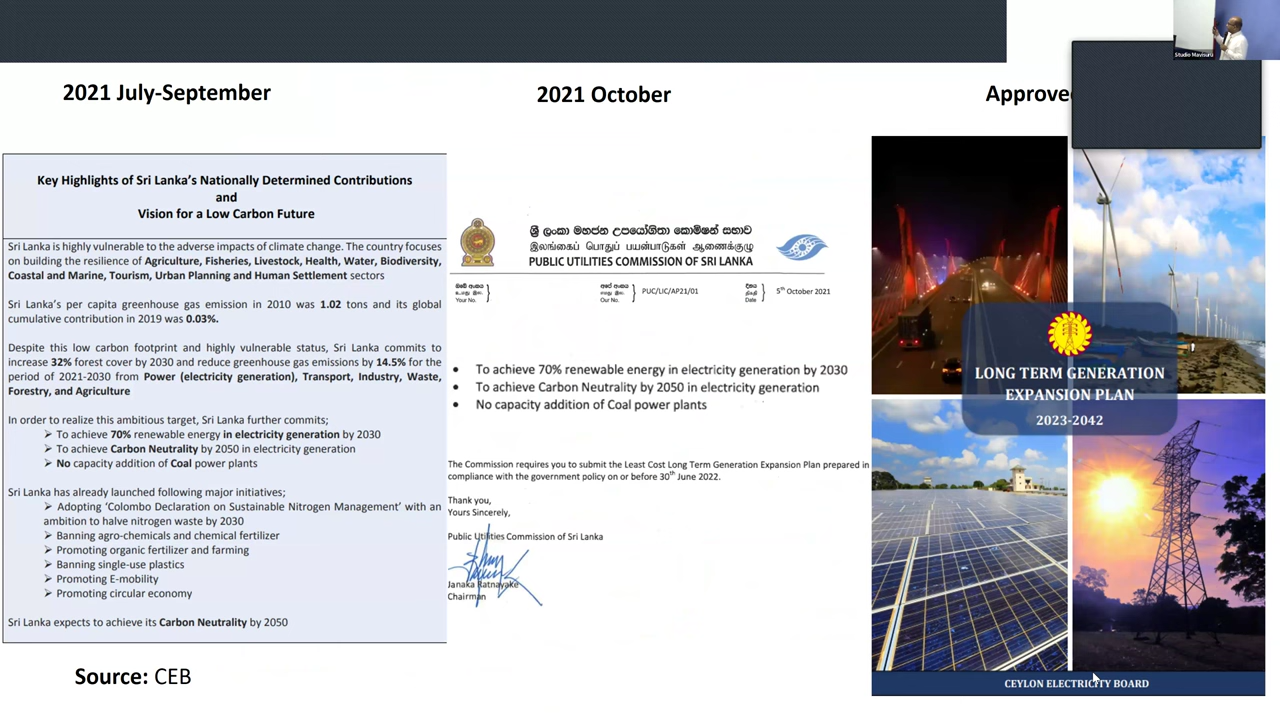 Studio Mavisuru
2021 July-September
2021 October
Approve
Key Highlights of Sri Lanka's Nationally Determined Contributions
and
Vision for a Low Carbon Future
Sri Lanka is highly vulnerable to the adverse impacts of climate change. The country focuses
on building the resilience of Agriculture, Fisheries, Livestock, Health, Water, Biodiversity,
Coastal and Marine, Tourism, Urban Planning and Human Settlement sectors
Sri Lanka's per capita greenhouse gas emission in 2010 was 1.02 tons and its global
cumulative contribution in 2019 was 0.03%.
Despite this low carbon footprint and highly vulnerable status, Sri Lanka commits to
increase 32% forest cover by 2030 and reduce greenhouse gas emissions by 14.5% for the
period of 2021-2030 from Power (electricity generation), Transport, Industry, Waste,
Forestry, and Agriculture
In order to realize this ambitious target, Sri Lanka further commits;
➢ To achieve 70% renewable energy in electricity generation by 2030
➢ To achieve Carbon Neutrality by 2050 in electricity generation
➢ No capacity addition of Coal power plants
Sri Lanka has already launched following major initiatives;
➢ Adopting 'Colombo Declaration on Sustainable Nitrogen Management' with an
ambition to halve nitrogen waste by 2030
➢ Banning agro-chemicals and chemical fertilizer
➢ Promoting organic fertilizer and farming
➢ Banning single-use plastics
➢ Promoting E-mobility
➢ Promoting circular economy
Sri Lanka expects to achieve its Carbon Neutrality by 2050
Source: CEB
ශ්‍රී ලංකා මහජන උපයෝගිතා කොමිෂන් සභාව
இலங்கைப் பொதுப் பயன்பாடுகள் ஆணைக்குழு
PUBLIC UTILITIES COMMISSION OF SRI LANKA
Your No.
Our No.
PUC/LIC/AP21/01
Date
5th October 2021
• To achieve 70% renewable energy in electricity generation by 2030
• To achieve Carbon Neutrality by 2050 in electricity generation
• No capacity addition of Coal power plants
The Commission requires you to submit the Least Cost Long Term Generation Expansion Plan prepared in
compliance with the government policy on or before 30th June 2022.
Thank you,
Yours Sincerely,
Public Utilities Commission of Sri Lanka
Janaka Ratnayake
Chairman
LONG TERM GENERATION
EXPANSION PLAN
2023-2042
CEYLON ELECTRICITY BOARD